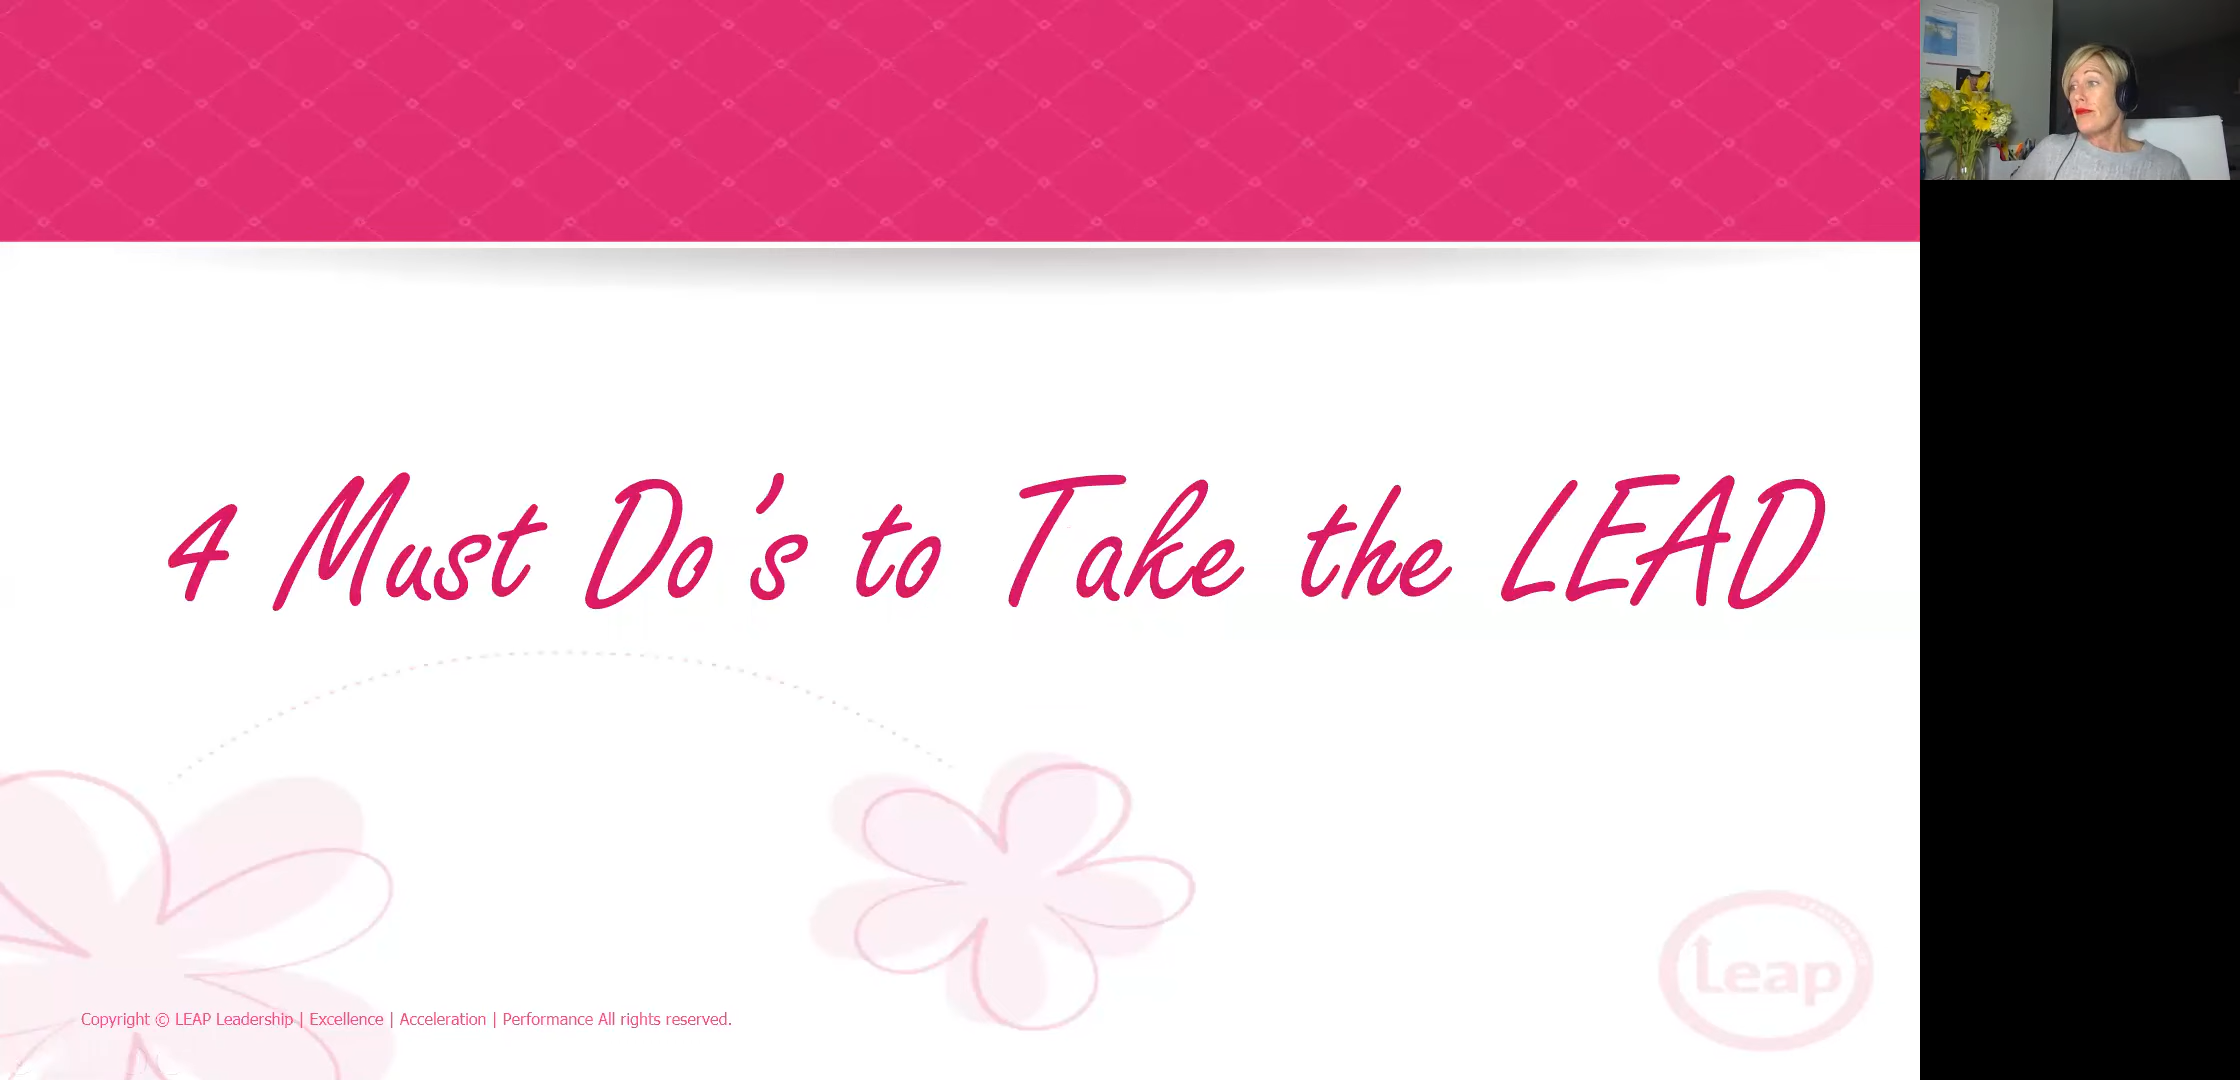 4 Must Do's to Take the LEAD
Leap
Copyright © LEAP Leadership | Excellence | Acceleration | Performance All rights reserved.